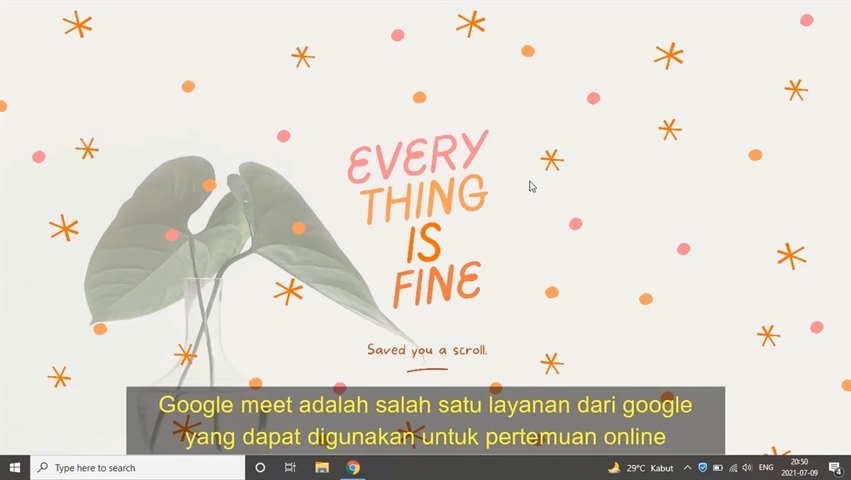 EVERY
THING
IS
FINE
Saved you a scroll.
Google meet adalah salah satu layanan dari google
yang dapat digunakan untuk pertemuan online
Type here to search
29°C Kabut
ENG
20:50
2021-07-09
4